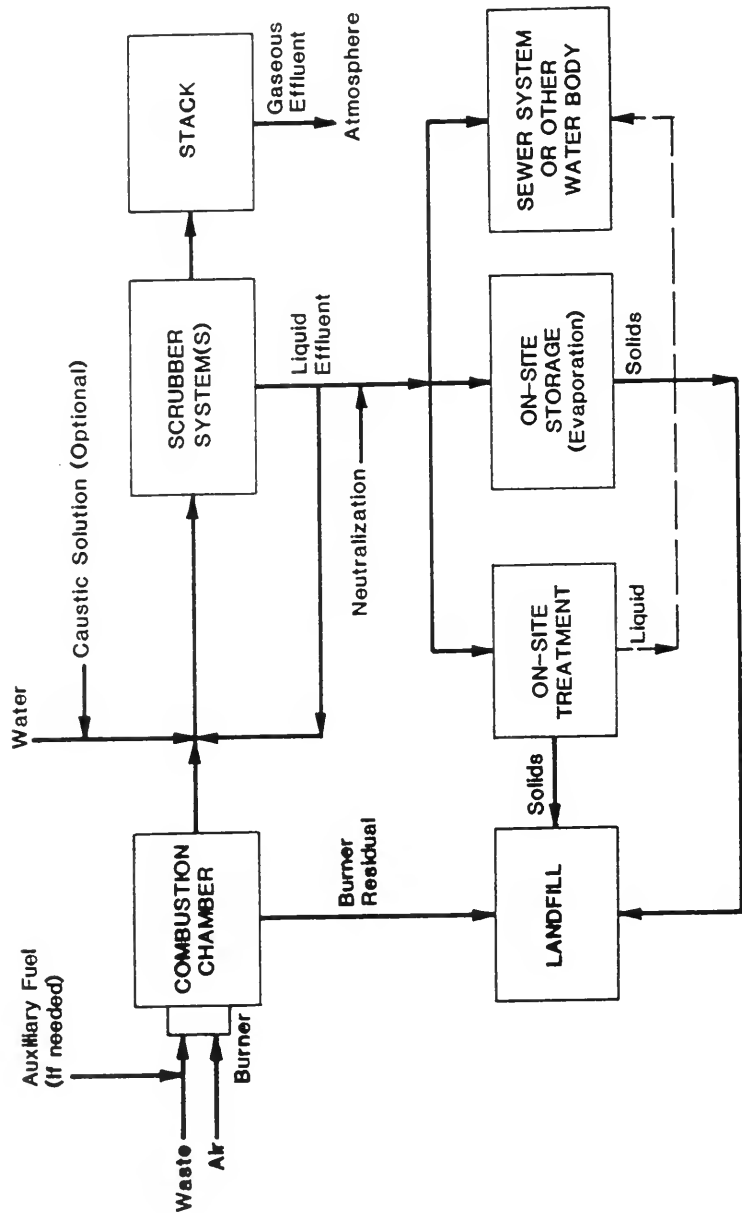 Auxiliary Fuel
(If needed)
Waste
Air
Burner
COMBUSTION
CHAMBER
Water
Caustic Solution (Optional)
SCRUBBER
SYSTEM(S)
STACK
Gaseous
Effluent
Atmosphere
Burner
Residual
Liquid
Effluent
Neutralization
LANDFILL
Solids
ON-SITE
TREATMENT
Liquid
ON-SITE
STORAGE
(Evaporation)
Solids
SEWER SYSTEM
OR OTHER
WATER BODY